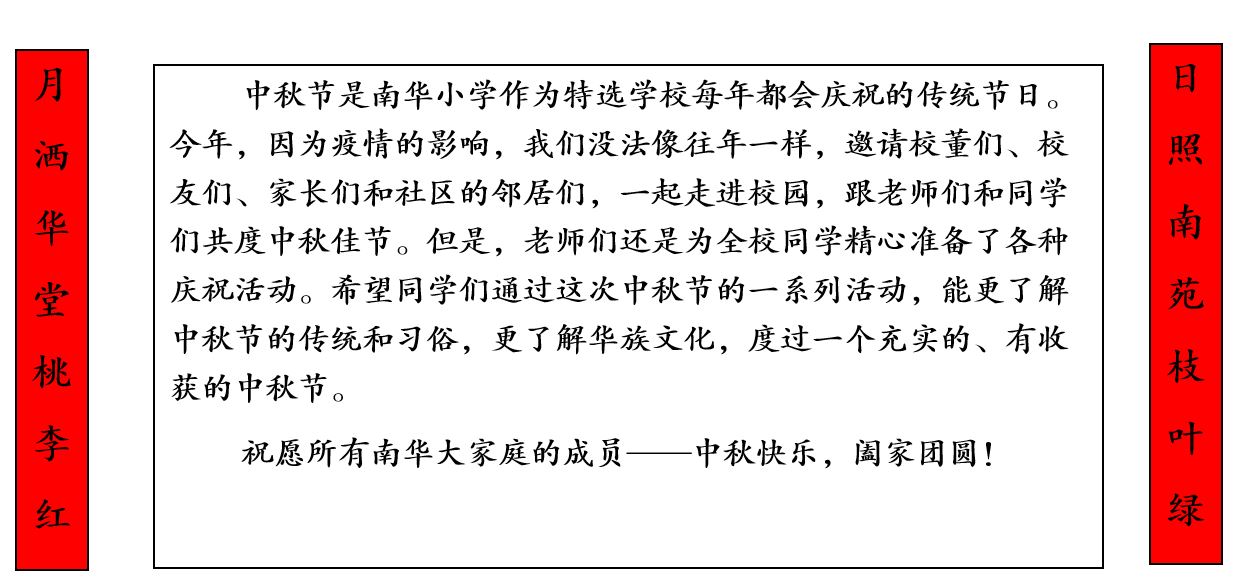 日照南苑枝叶绿
中秋节是南华小学作为特选学校每年都会庆祝的传统节日。
今年，因为疫情的影响，我们没法像往年一样，邀请校董们、校
友们、家长们和社区的邻居们，一起走进校园，跟老师们和同学
们共度中秋佳节。但是，老师们还是为全校同学精心准备了各种
庆祝活动。希望同学们通过这次中秋节的一系列活动，能更了解
中秋节的传统和习俗，更了解华族文化，度过一个充实的、有收
获的中秋节。
祝愿所有南华大家庭的成员——中秋快乐，阖家团圆！
月洒华堂桃李红